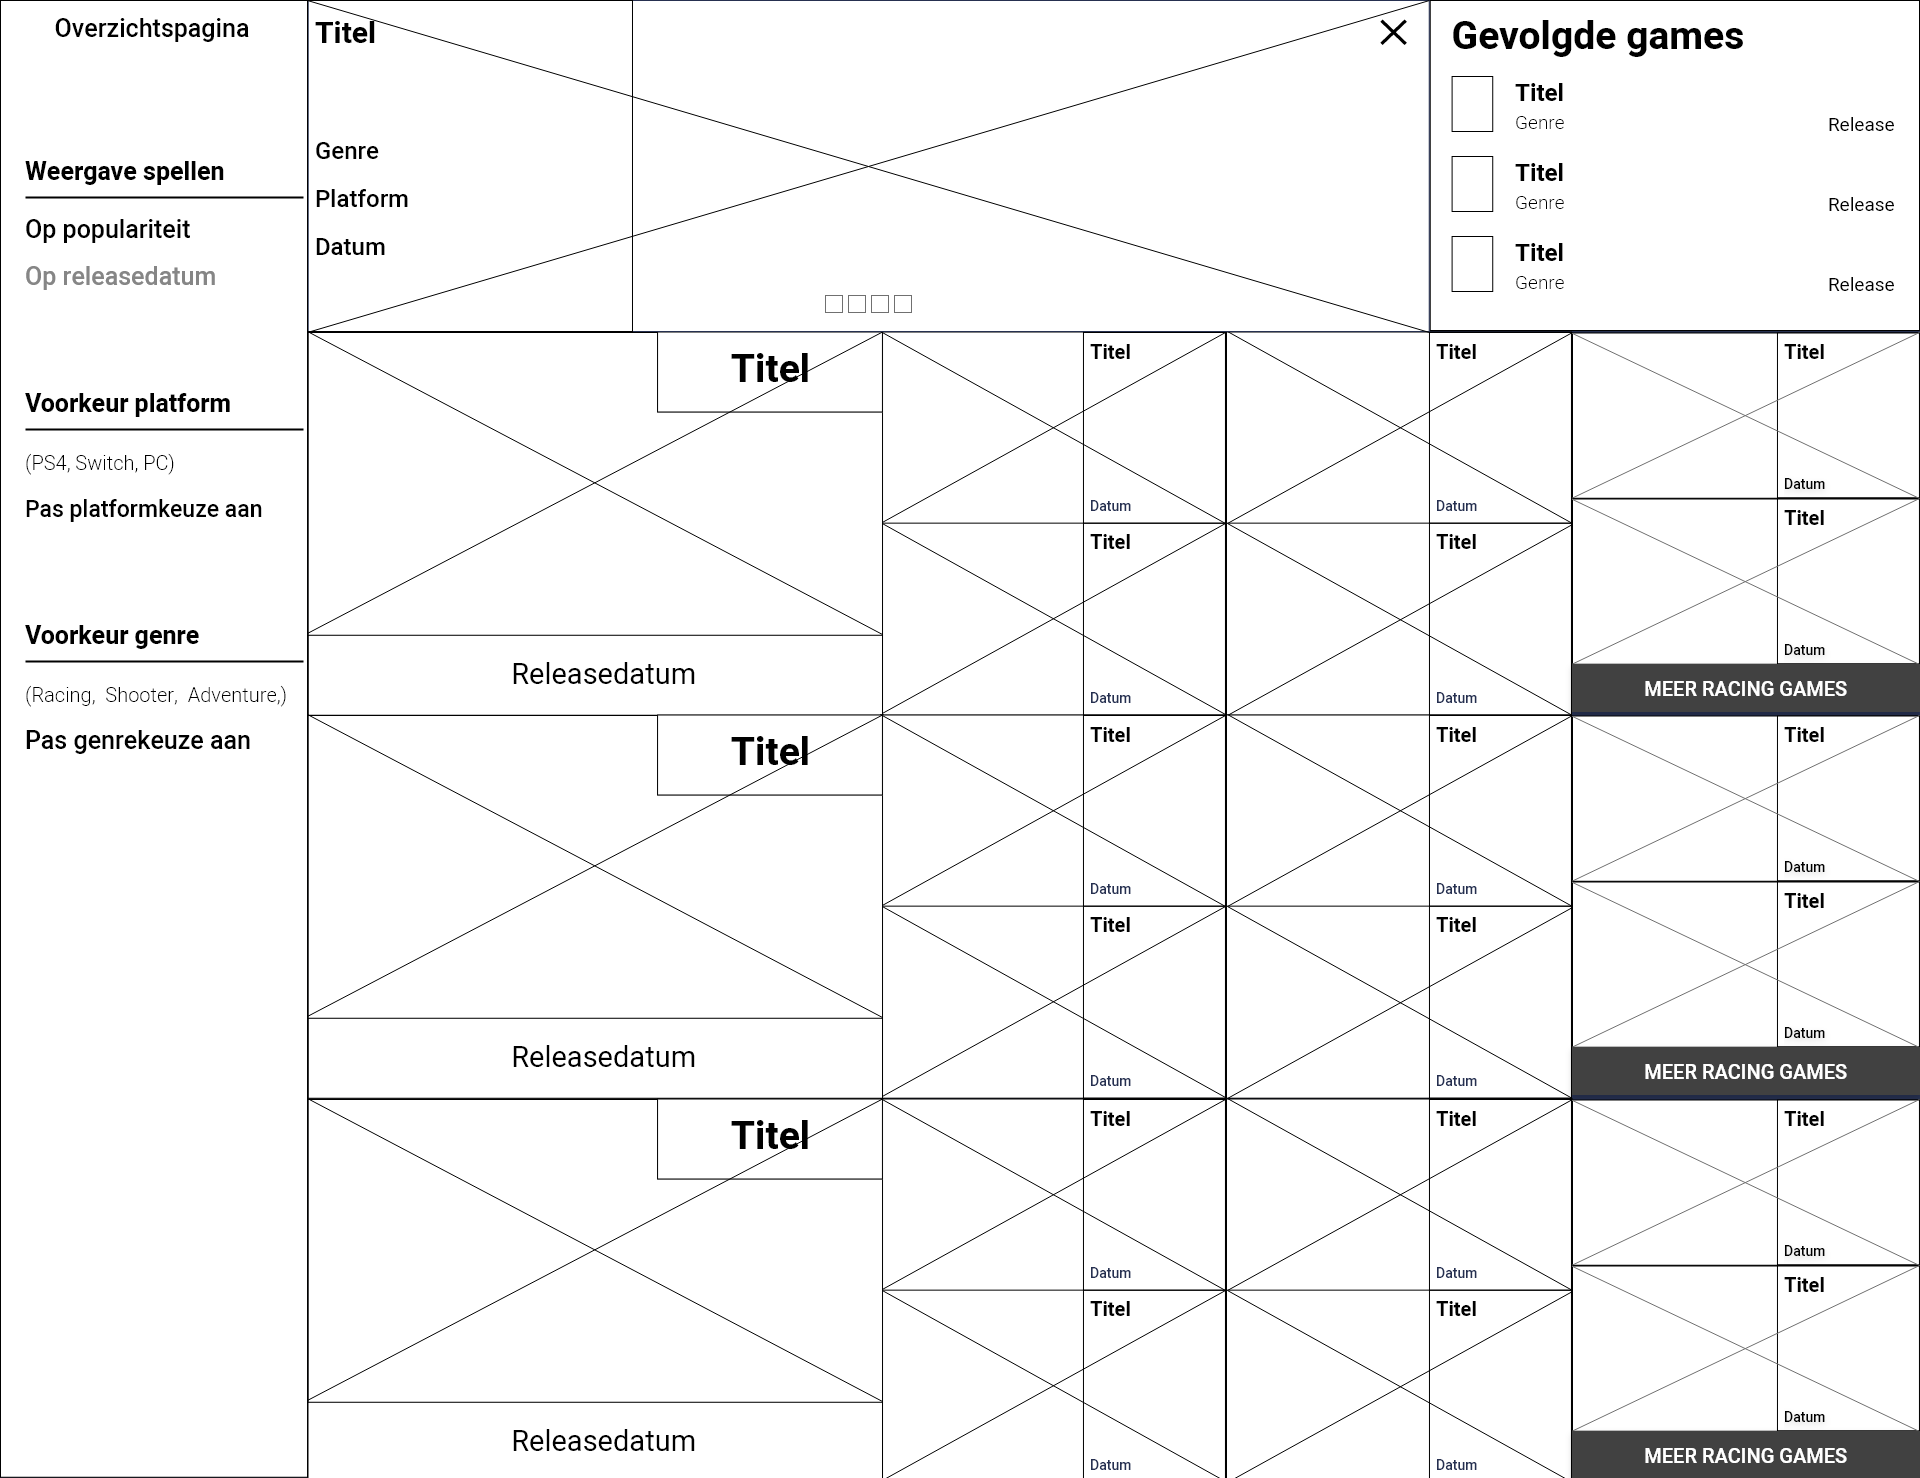 Overzichtspagina
Weergave spellen
Op populariteit
Op releasedatum
Voorkeur platform
(PS4, Switch, PC)
Pas platformkeuze aan
Voorkeur genre
(Racing, Shooter, Adventure,)
Pas genrekeuze aan
Titel
Genre
Platform
Datum
Gevolgde games
Titel
Genre
Release
Titel
Genre
Release
Titel
Genre
Release
Titel
Releasedatum
Titel
Datum
Titel
Datum
Titel
Datum
Titel
Datum
Titel
Datum
Titel
Datum
MEER RACING GAMES
Titel
Releasedatum
Titel
Datum
Titel
Datum
Titel
Datum
Titel
Datum
Titel
Datum
Titel
Datum
MEER RACING GAMES
Titel
Releasedatum
Titel
Datum
Titel
Datum
Titel
Datum
Titel
Datum
Titel
Datum
Titel
Datum
MEER RACING GAMES